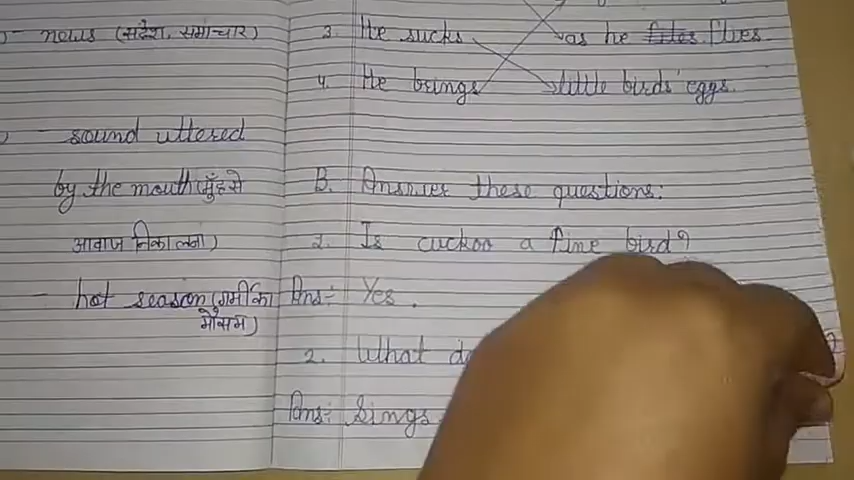 - news (संदेश, समाचार)
- sound uttered
by the mouth (मुँह से
आवाज निकालना)
- hot season (गर्मी का
मौसम)
3. He sucks as he flies.
4. He brings little birds' eggs.
B. Answer these questions:
1. Is cuckoo a fine bird?
Ans:- Yes.
2. What
Ans:- Sings